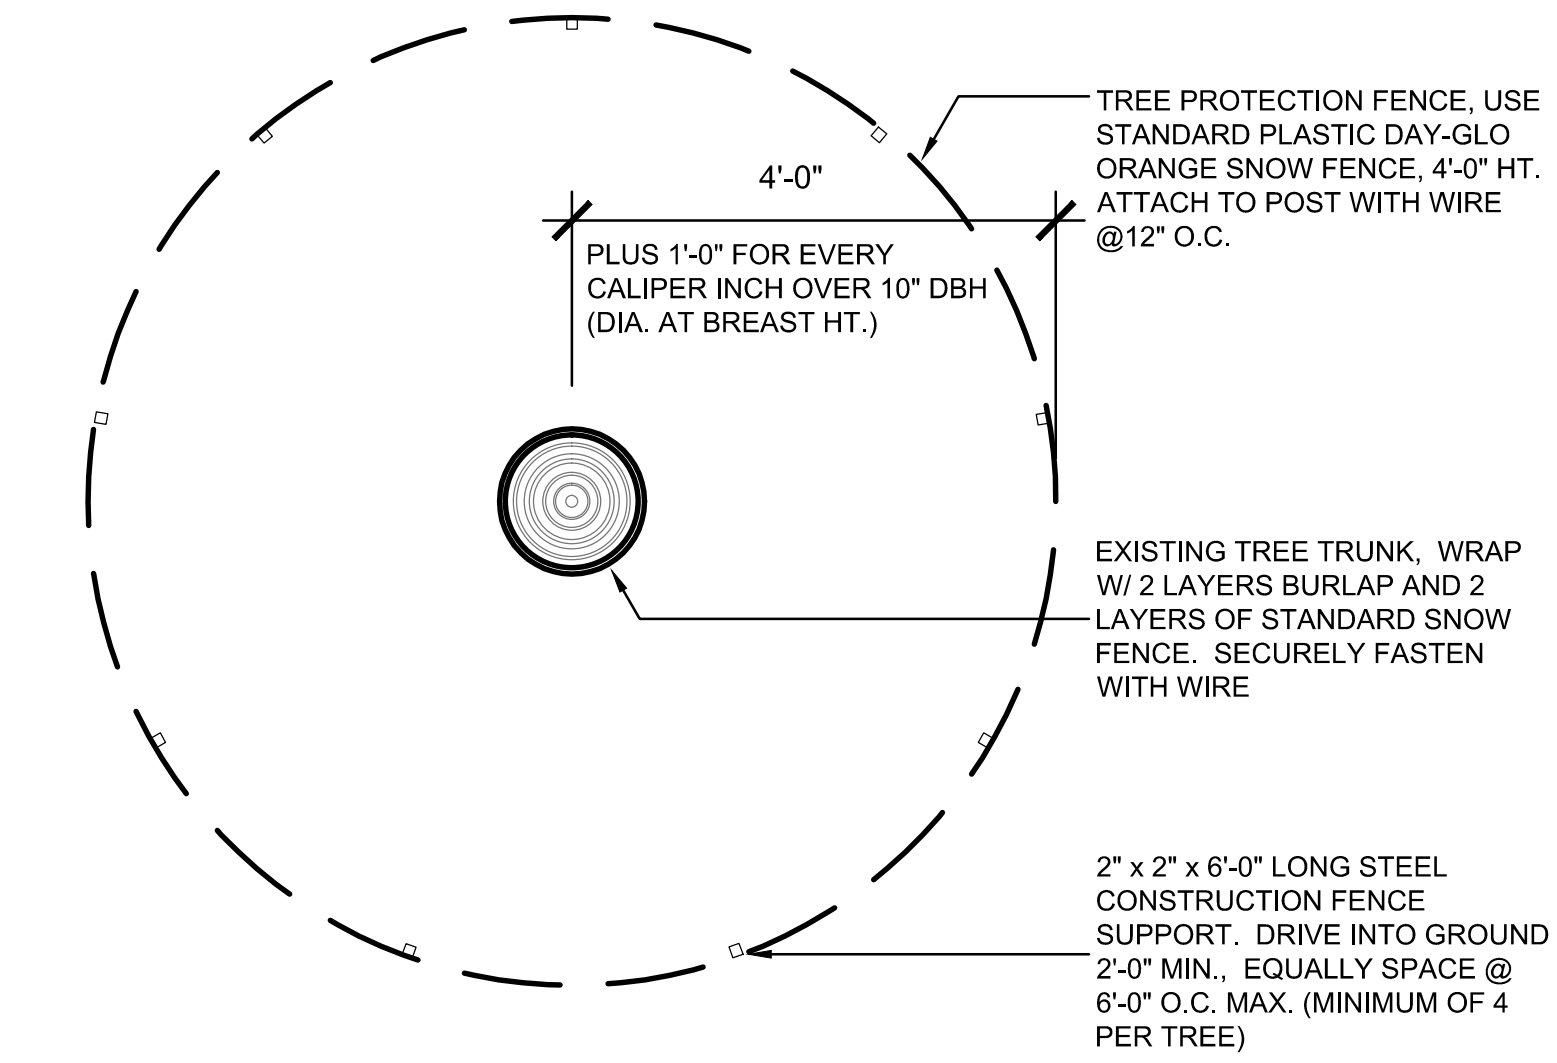 TREE PROTECTION FENCE, USE
STANDARD PLASTIC DAY-GLO
ORANGE SNOW FENCE, 4'-0" HT.
ATTACH TO POST WITH WIRE
@12" O.C.
4'-0"
PLUS 1'-0" FOR EVERY
CALIPER INCH OVER 10" DBH
(DIA. AT BREAST HT.)
EXISTING TREE TRUNK, WRAP
W/ 2 LAYERS BURLAP AND 2
LAYERS OF STANDARD SNOW
FENCE. SECURELY FASTEN
WITH WIRE
2" x 2" x 6'-0" LONG STEEL
CONSTRUCTION FENCE
SUPPORT. DRIVE INTO GROUND
2'-0" MIN., EQUALLY SPACE @
6'-0" O.C. MAX. (MINIMUM OF 4
PER TREE)